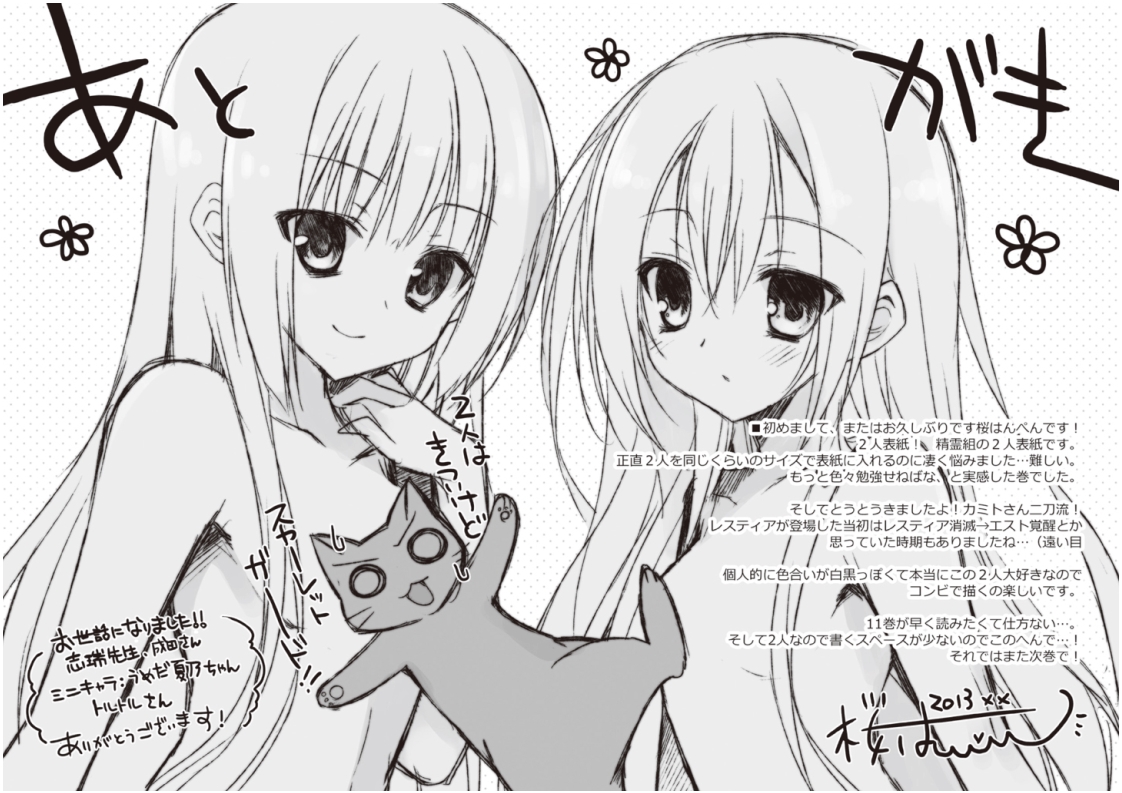 あとがき
■初めまして、またはお久しぶりです桜はんぺんです！
２人表紙！　精霊組の２人表紙です。
正直２人を同じくらいのサイズで表紙に入れるのに凄く悩みました…難しい。
もっと色々勉強せねばな、と実感した巻でした。
そしてとうとうきましたよ！カミトさん二刀流！
レスティアが登場した当初はレスティア消滅→エスト覚醒とか
思っていた時期もありましたね…（遠い目
個人的に色合いが白黒っぽくて本当にこの２人大好きなので
コンビで描くの楽しいです。
11巻が早く読みたくて仕方ない…。
そして2人なので書くスペースが少ないのでこのへんで…！
それではまた次巻で！
2人は
きついけど
スカーレット
ガード!!
お世話になりました!!
志瑞先生、成田さん
ミニキャラ：うめだ夏乃ちゃん
トルトルさん
ありがとうございます！
2013 xx